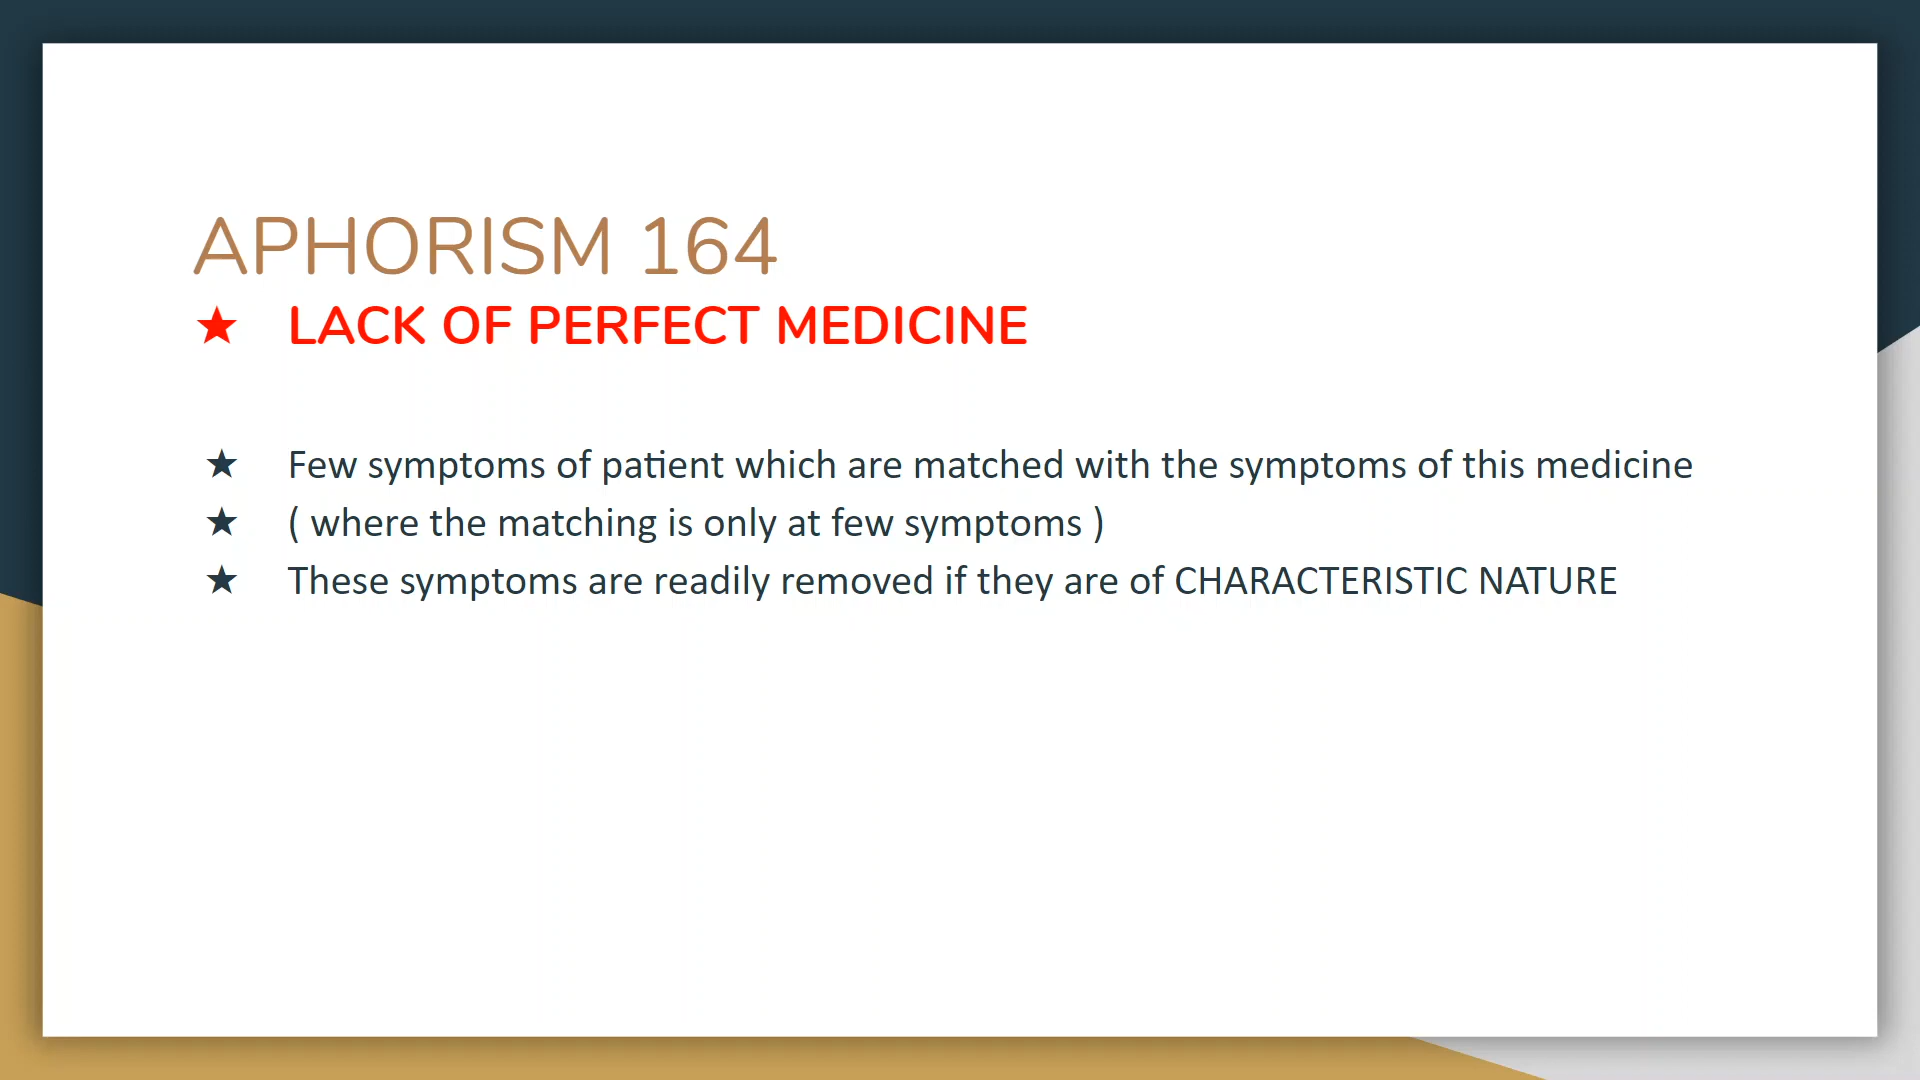 APHORISM 164
★ LACK OF PERFECT MEDICINE
★ Few symptoms of patient which are matched with the symptoms of this medicine
★ ( where the matching is only at few symptoms )
★ These symptoms are readily removed if they are of CHARACTERISTIC NATURE